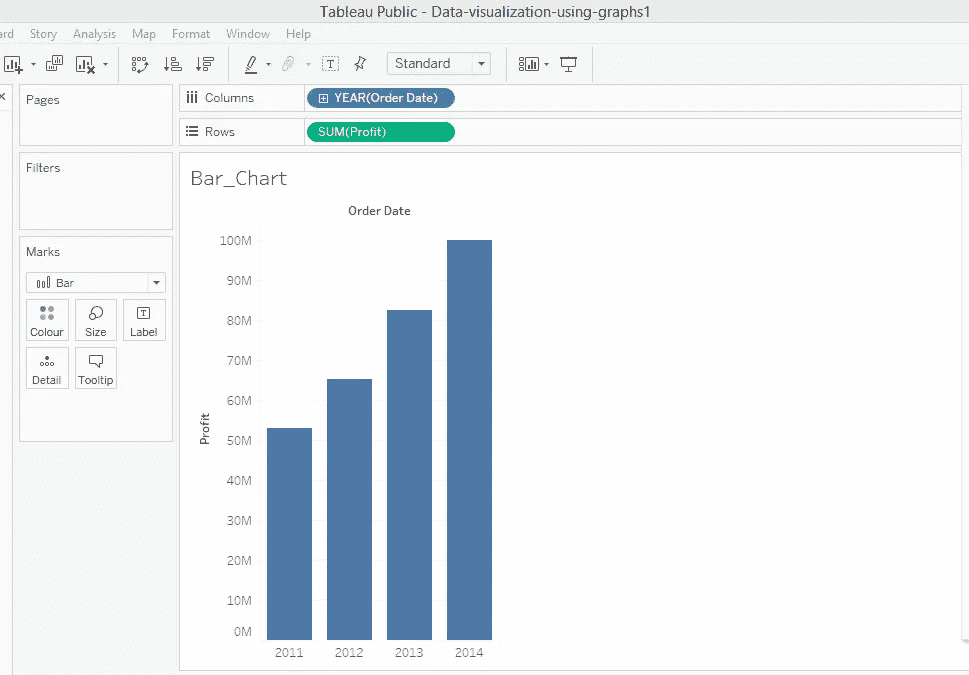 Tableau Public - Data-visualization-using-graphs1
ard Story Analysis Map Format Window Help
Standard
Pages
Columns
YEAR(Order Date)
Rows
SUM(Profit)
Filters
Marks
Bar
Colour
Size
Label
Detail
Tooltip
Bar_Chart
Order Date
Profit
100M
90M
80M
70M
60M
50M
40M
30M
20M
10M
0M
2011 2012 2013 2014